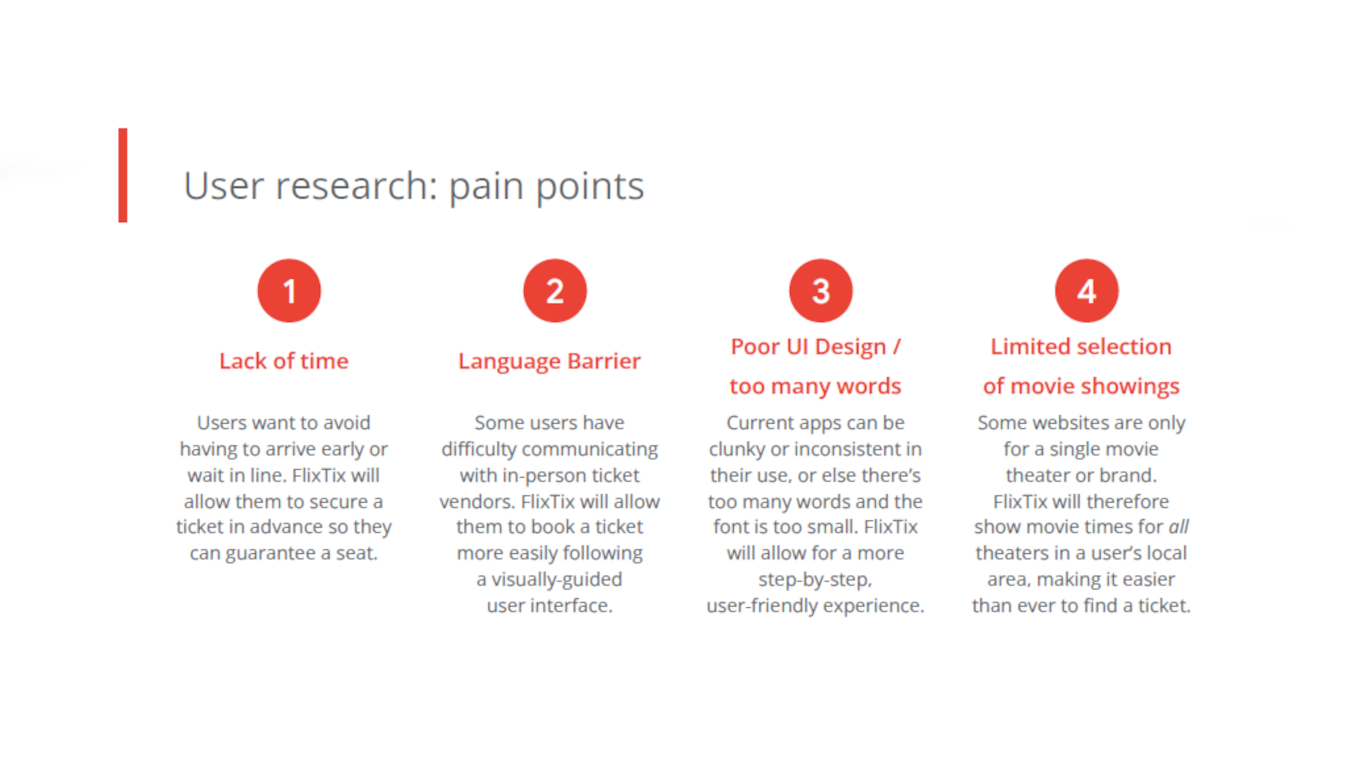 User research: pain points
1
Lack of time
Users want to avoid
having to arrive early or
wait in line. FlixTix will
allow them to secure a
ticket in advance so they
can guarantee a seat.
2
Language Barrier
Some users have
difficulty communicating
with in-person ticket
vendors. FlixTix will allow
them to book a ticket
more easily following
a visually-guided
user interface.
3
Poor UI Design /
too many words
Current apps can be
clunky or inconsistent in
their use, or else there’s
too many words and the
font is too small. FlixTix
will allow for a more
step-by-step,
user-friendly experience.
4
Limited selection
of movie showings
Some websites are only
for a single movie
theater or brand.
FlixTix will therefore
show movie times for all
theaters in a user’s local
area, making it easier
than ever to find a ticket.